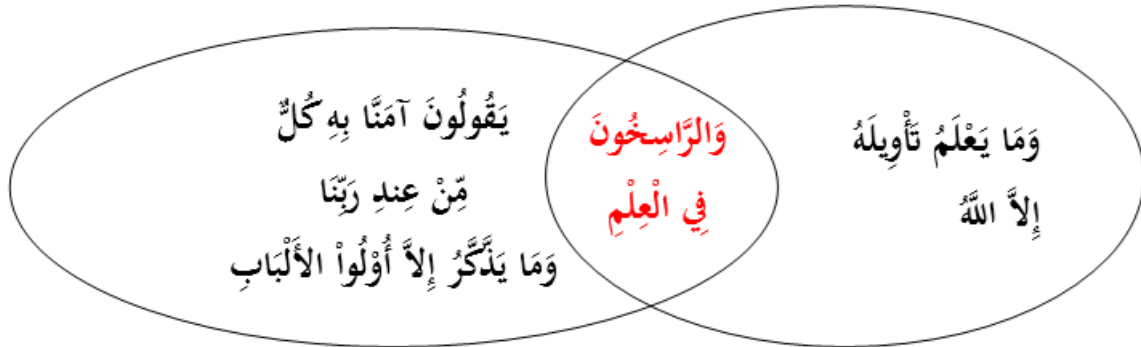 وَمَا يَعْلَمُ تَأْوِيلَهُ
إِلاَّ اللَّهُ
وَالرَّاسِخُونَ
فِي الْعِلْمِ
يَقُولُونَ آمَنَّا بِهِ كُلٌّ
مِّنْ عِندِ رَبِّنَا
وَمَا يَذَّكَّرُ إِلاَّ أُوْلُواْ الأَلْبَابِ